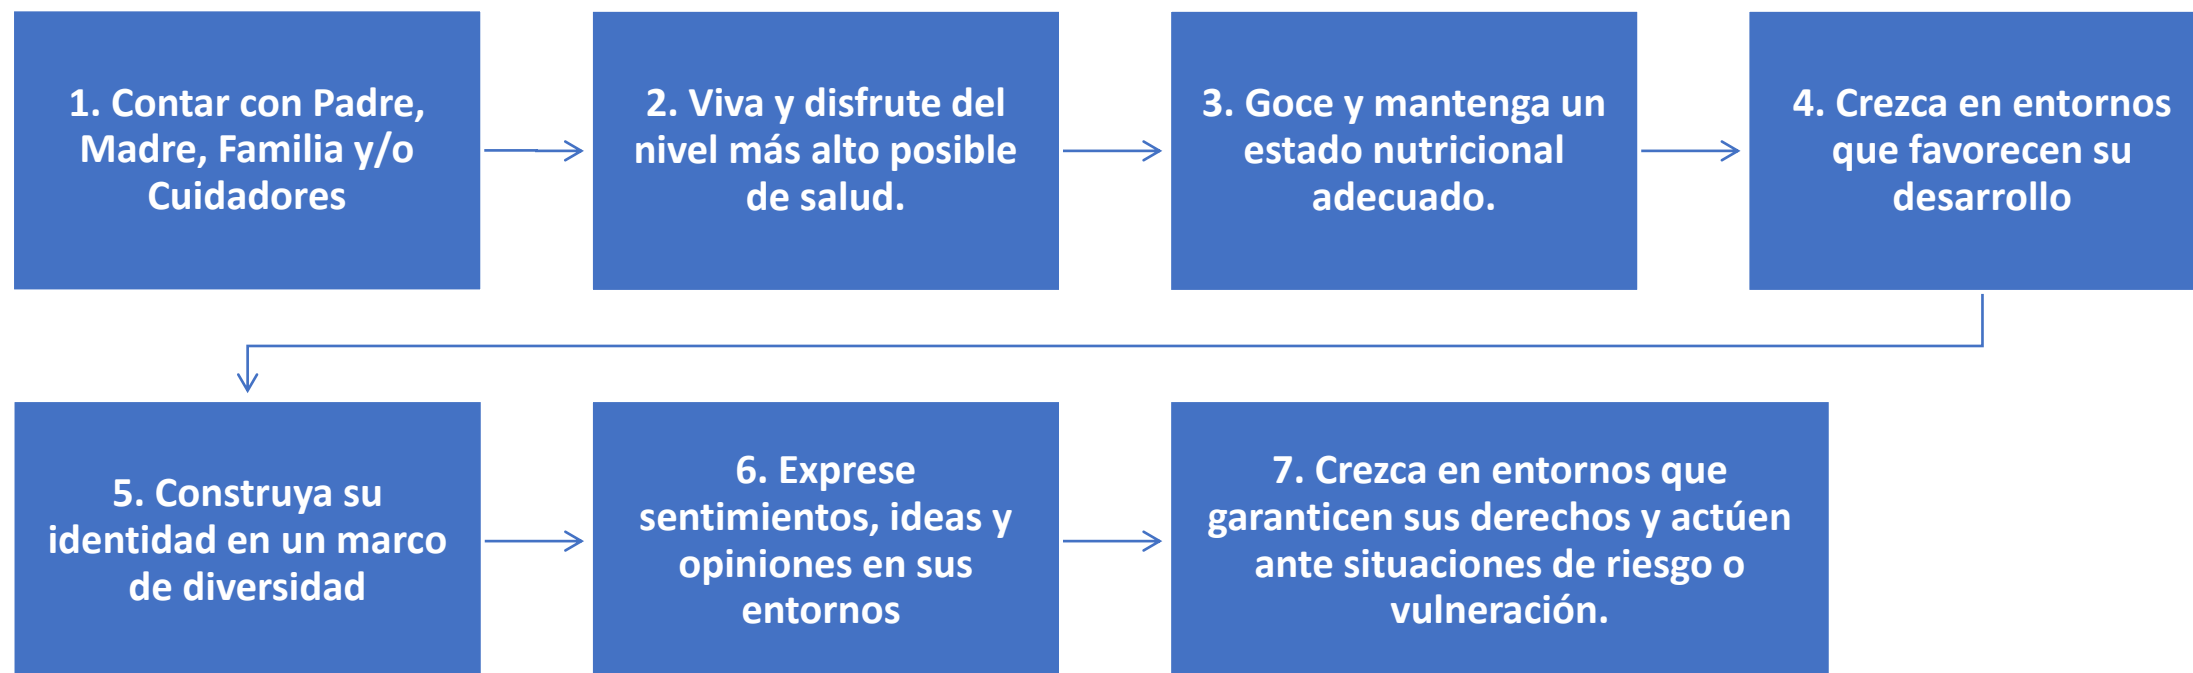 1. Contar con Padre,
Madre, Familia y/o
Cuidadores
2. Viva y disfrute del
nivel más alto posible
de salud.
3. Goce y mantenga un
estado nutricional
adecuado.
4. Crezca en entornos
que favorecen su
desarrollo
5. Construya su
identidad en un marco
de diversidad
6. Exprese
sentimientos, ideas y
opiniones en sus
entornos
7. Crezca en entornos que
garanticen sus derechos y actúen
ante situaciones de riesgo o
vulneración.